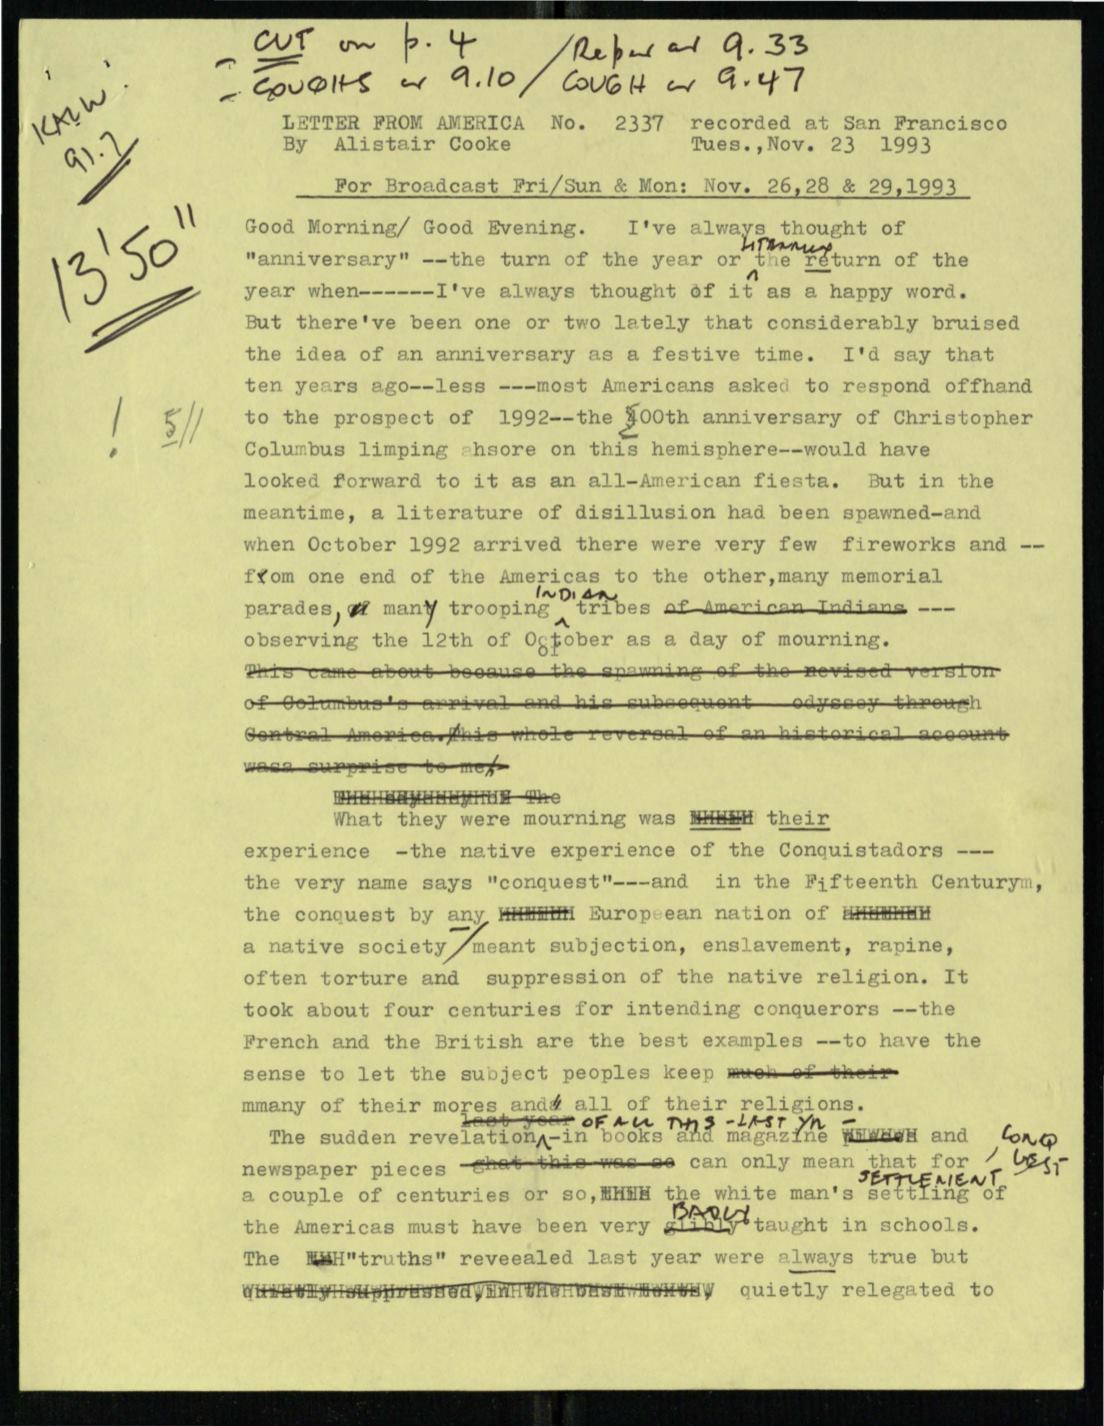 CUT on p. 4 / Repeat at 9.33
COUGHS at 9.10 / COUGH at 9.47
KALW
91.7
13'50"
LETTER FROM AMERICA No. 2337 recorded at San Francisco
By Alistair Cooke Tues.,Nov. 23 1993
For Broadcast Fri/Sun & Mon: Nov. 26,28 & 29,1993
Good Morning/ Good Evening. I've always thought of
LITERALLY
"anniversary" --the turn of the year or the return of the
year when------I've always thought of it as a happy word.
But there've been one or two lately that considerably bruised
the idea of an anniversary as a festive time. I'd say that
ten years ago--less ---most Americans asked to respond offhand
! 5// to the prospect of 1992--the 500th anniversary of Christopher
Columbus limping ahsore on this hemisphere--would have
looked forward to it as an all-American fiesta. But in the
meantime, a literature of disillusion had been spawned-and
when October 1992 arrived there were very few fireworks and --
from one end of the Americas to the other,many memorial
INDIAN
parades, many trooping tribes of American Indians ---
observing the 12th of October as a day of mourning.
This came about because the spawning of the revised version
of Columbus's arrival and his subsequent odyssey through
Central America. This whole reversal of an historical account
wasa surprise to me.
The
What they were mourning was their
experience -the native experience of the Conquistadors ---
the very name says "conquest"---and in the Fifteenth Centurym,
the conquest by any Europeean nation of
a native society / meant subjection, enslavement, rapine,
often torture and suppression of the native religion. It
took about four centuries for intending conquerors --the
French and the British are the best examples --to have the
sense to let the subject peoples keep much of their
mmany of their mores and all of their religions.
last year OF ALL THIS - LAST YR -
The sudden revelation -in books and magazine and
CONQUEST
newspaper pieces that this was so can only mean that for /
SETTLEMENT
a couple of centuries or so, the white man's settling of
BADLY
the Americas must have been very glibly taught in schools.
The "truths" reveealed last year were always true but
quietly suppressed, in the best quietly relegated to